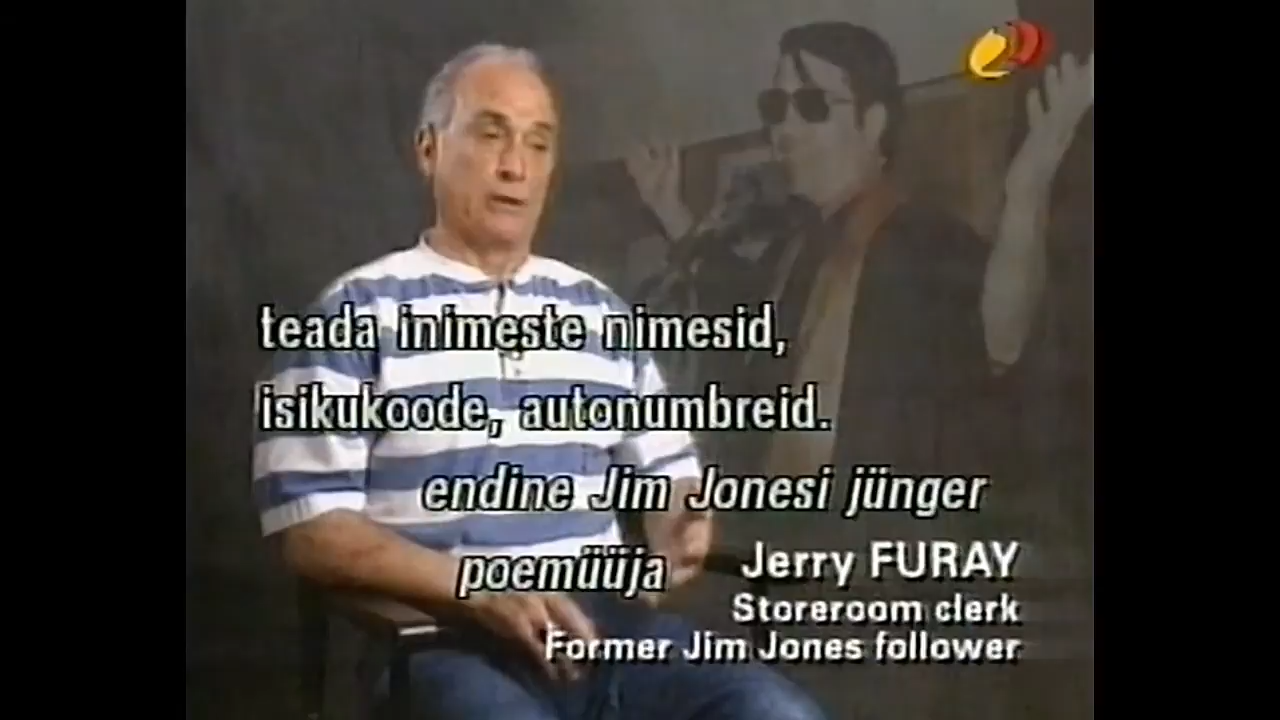 teada inimeste nimesid,
isikukoode, autonumbreid.
endine Jim Jonesi jünger
poemüüja
Jerry FURAY
Storeroom clerk
Former Jim Jones follower